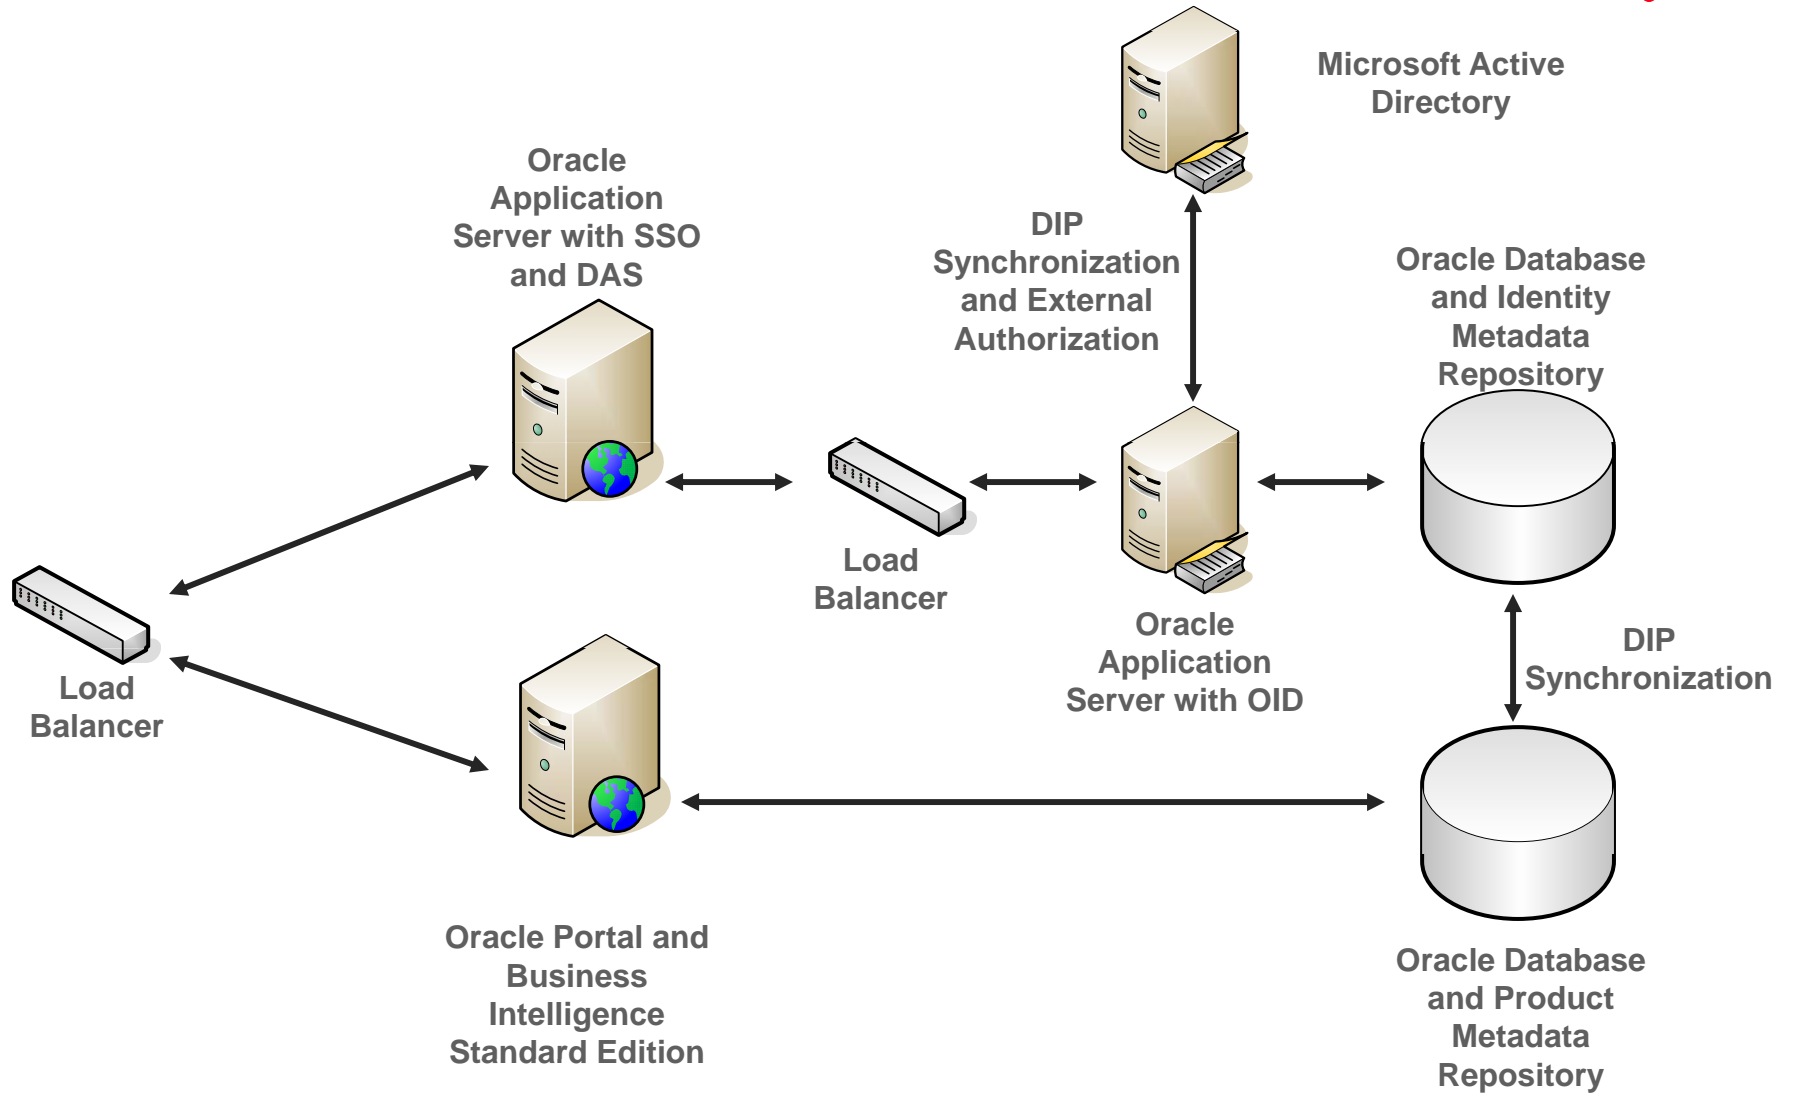 Microsoft Active
Directory
Oracle
Application
Server with SSO
and DAS
DIP
Synchronization
and External
Authorization
Oracle Database
and Identity
Metadata
Repository
Load
Balancer
Oracle
Application
Server with OID
DIP
Synchronization
Load
Balancer
Oracle Portal and
Business
Intelligence
Standard Edition
Oracle Database
and Product
Metadata
Repository